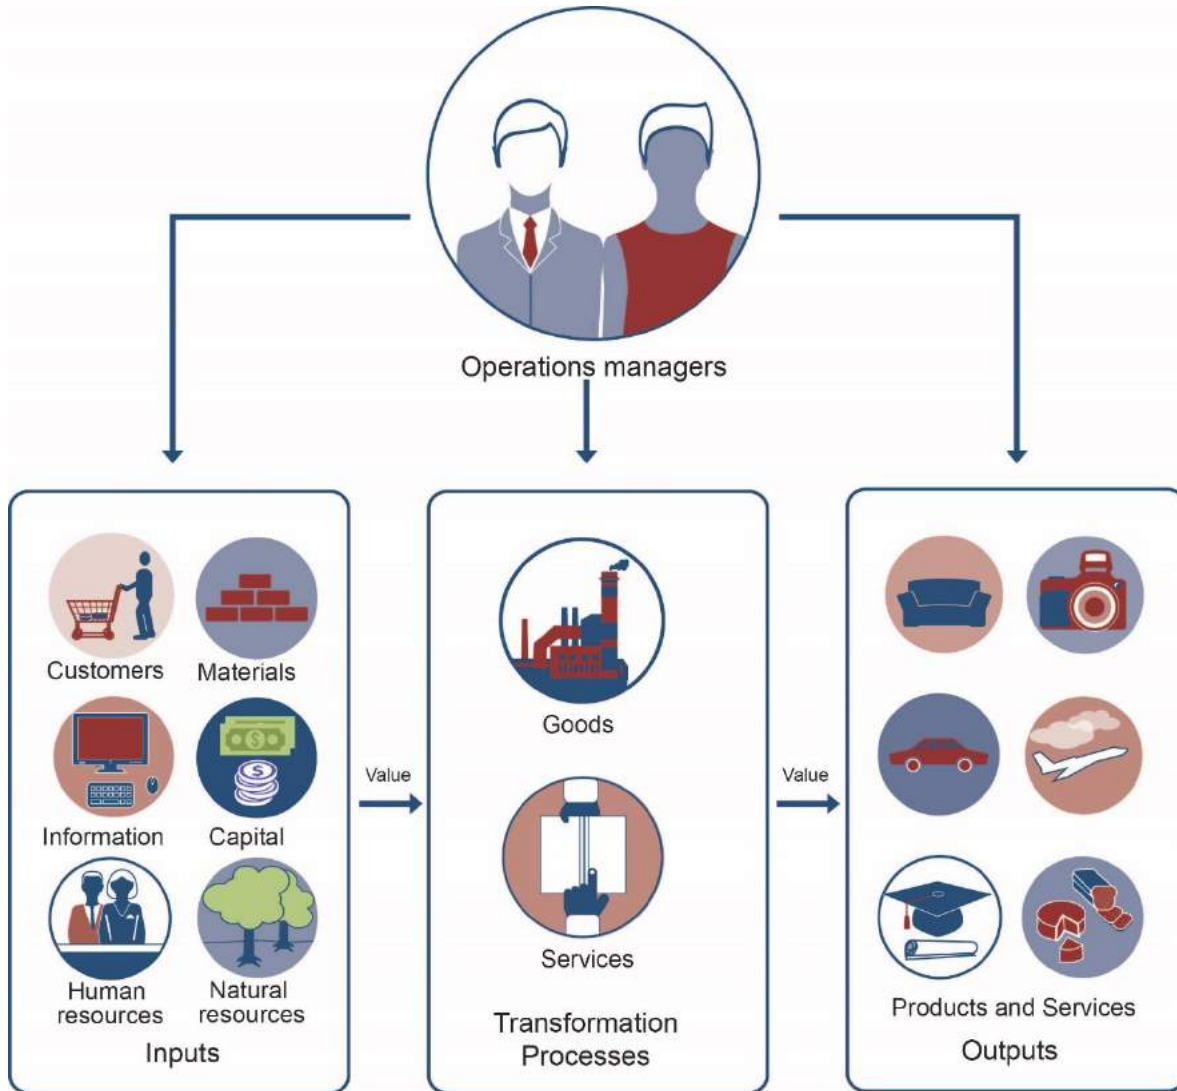 Operations managers
Customers
Materials
Information
Capital
Human
resources
Natural
resources
Inputs
Value
Goods
Services
Transformation
Processes
Value
Products and Services
Outputs